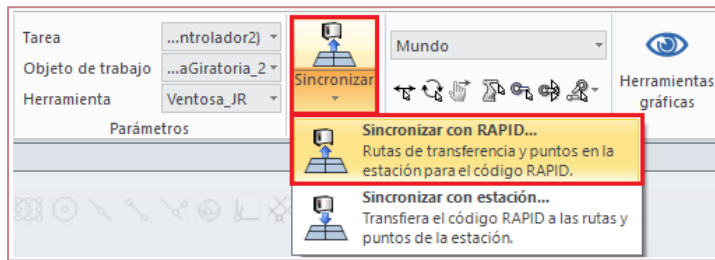 Tarea
...ntrolador2)
Objeto de trabajo
...aGiratoria_2
Herramienta
Ventosa_JR
Parámetros
Sincronizar
Mundo
Herramientas
gráficas
Sincronizar con RAPID...
Rutas de transferencia y puntos en la
estación para el código RAPID.
Sincronizar con estación...
Transfiera el código RAPID a las rutas y
puntos de la estación.